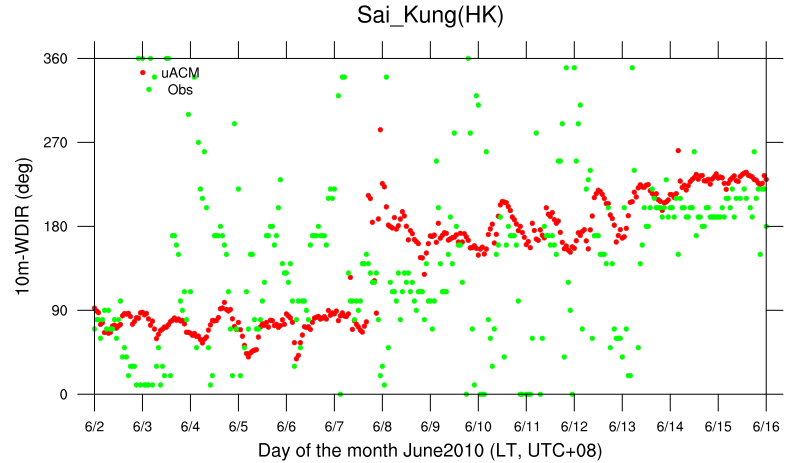 Sai_Kung(HK)
360
270
180
90
0
10m-WDIR (deg)
uACM
Obs
6/2 6/3 6/4 6/5 6/6 6/7 6/8 6/9 6/10 6/11 6/12 6/13 6/14 6/15 6/16
Day of the month June2010 (LT, UTC+08)